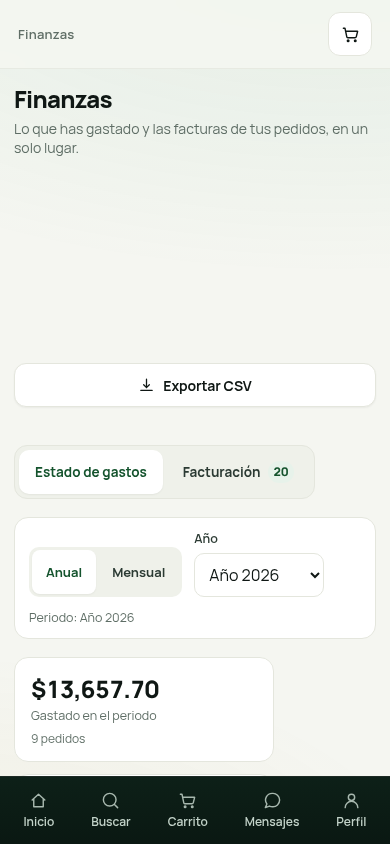 Finanzas
Finanzas
Lo que has gastado y las facturas de tus pedidos, en un
solo lugar.
Exportar CSV
Estado de gastos Facturación 20
Año
Anual Mensual Año 2026
Periodo: Año 2026
$13,657.70
Gastado en el periodo
9 pedidos
Inicio Buscar Carrito Mensajes Perfil